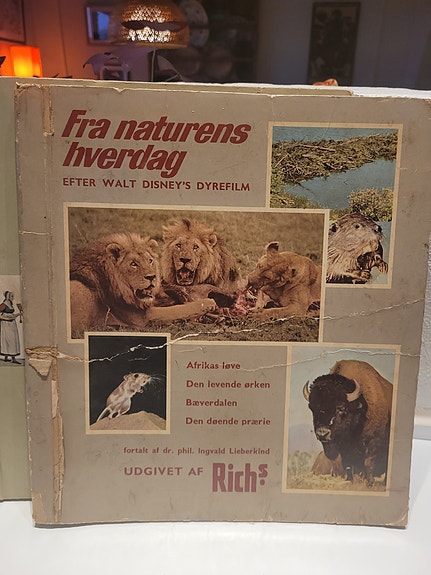 Fra naturens
hverdag
EFTER WALT DISNEY'S DYREFILM
Afrikas løve
Den levende ørken
Bæverdalen
Den døende prærie
fortalt af dr. phil. Ingvald Lieberkind
UDGIVET AF Richs.